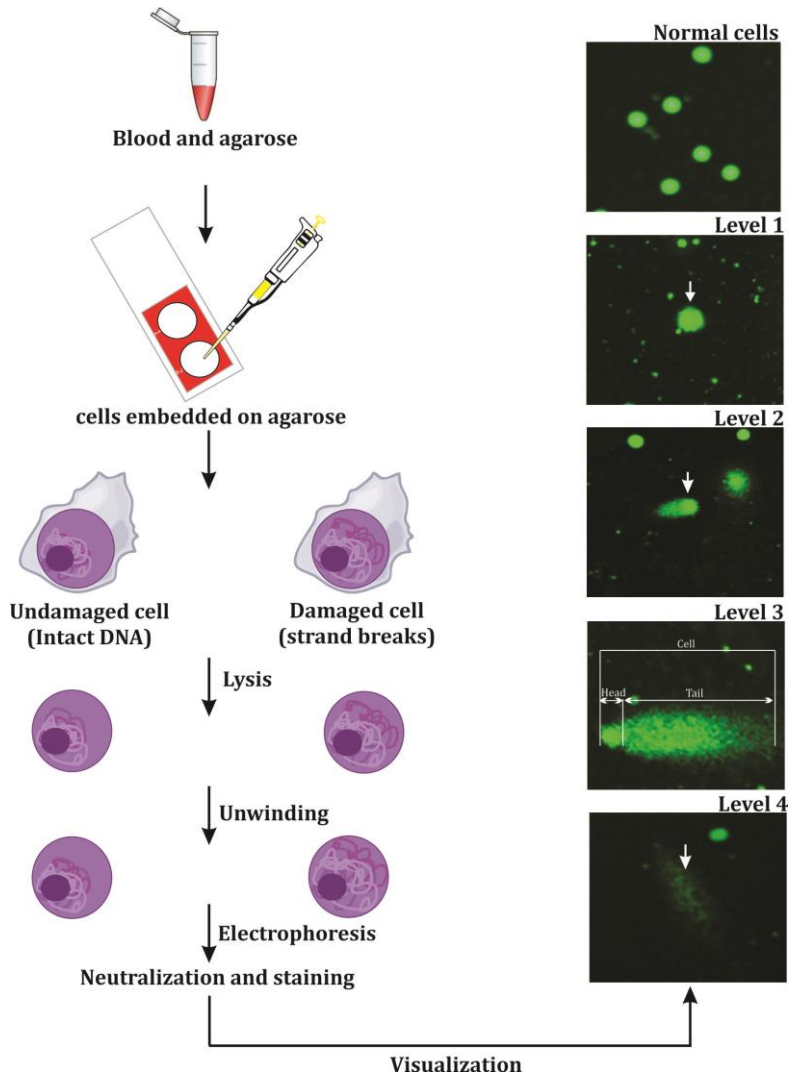 Blood and agarose
cells embedded on agarose
Undamaged cell
(Intact DNA)
Damaged cell
(strand breaks)
Lysis
Unwinding
Electrophoresis
Neutralization and staining
Visualization
Normal cells
Level 1
Level 2
Level 3
Cell
Head
Tail
Level 4